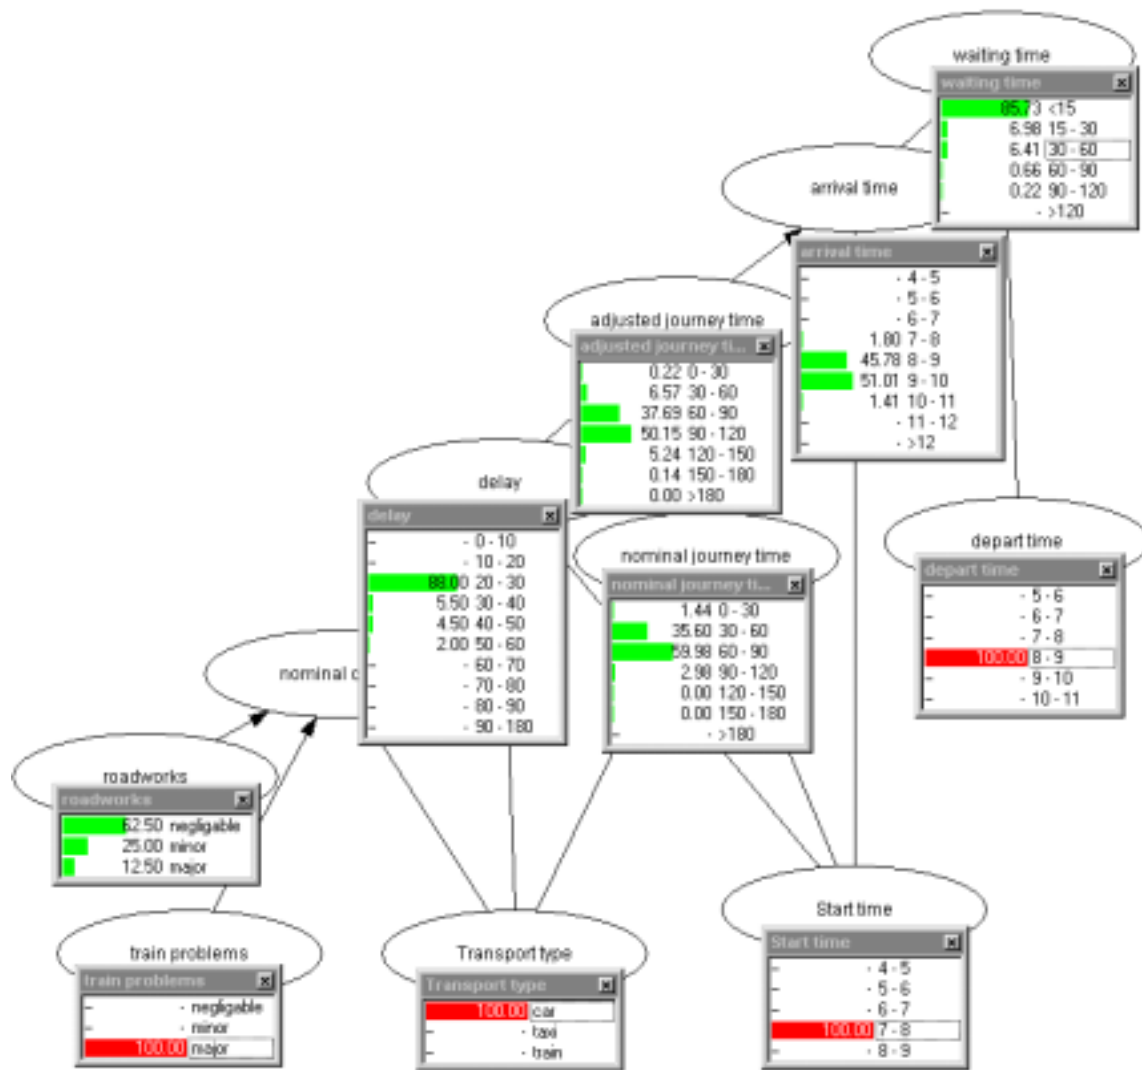 waiting time
waiting time
85.73 <15
6.98 15 - 30
6.41 30 - 60
0.66 60 - 90
0.22 90 - 120
- >120
arrival time
arrival time
- 4 - 5
- 5 - 6
- 6 - 7
1.80 7 - 8
45.78 8 - 9
51.01 9 - 10
1.41 10 - 11
- 11 - 12
- >12
adjusted journey time
adjusted journey ti...
0.22 0 - 30
6.57 30 - 60
37.69 60 - 90
50.15 90 - 120
5.24 120 - 150
0.14 150 - 180
0.00 >180
delay
delay
- 0 - 10
- 10 - 20
88.00 20 - 30
5.50 30 - 40
4.50 40 - 50
2.00 50 - 60
- 60 - 70
- 70 - 80
- 80 - 90
- 90 - 180
nominal journey time
nominal journey ti...
1.44 0 - 30
35.60 30 - 60
59.98 60 - 90
2.98 90 - 120
0.00 120 - 150
0.00 150 - 180
- >180
depart time
depart time
- 5 - 6
- 6 - 7
- 7 - 8
100.00 8 - 9
- 9 - 10
- 10 - 11
nominal
roadworks
roadworks
62.50 negligable
25.00 minor
12.50 major
train problems
train problems
- negligable
- minor
100.00 major
Transport type
Transport type
100.00 car
- taxi
- train
Start time
Start time
- 4 - 5
- 5 - 6
- 6 - 7
100.00 7 - 8
- 8 - 9